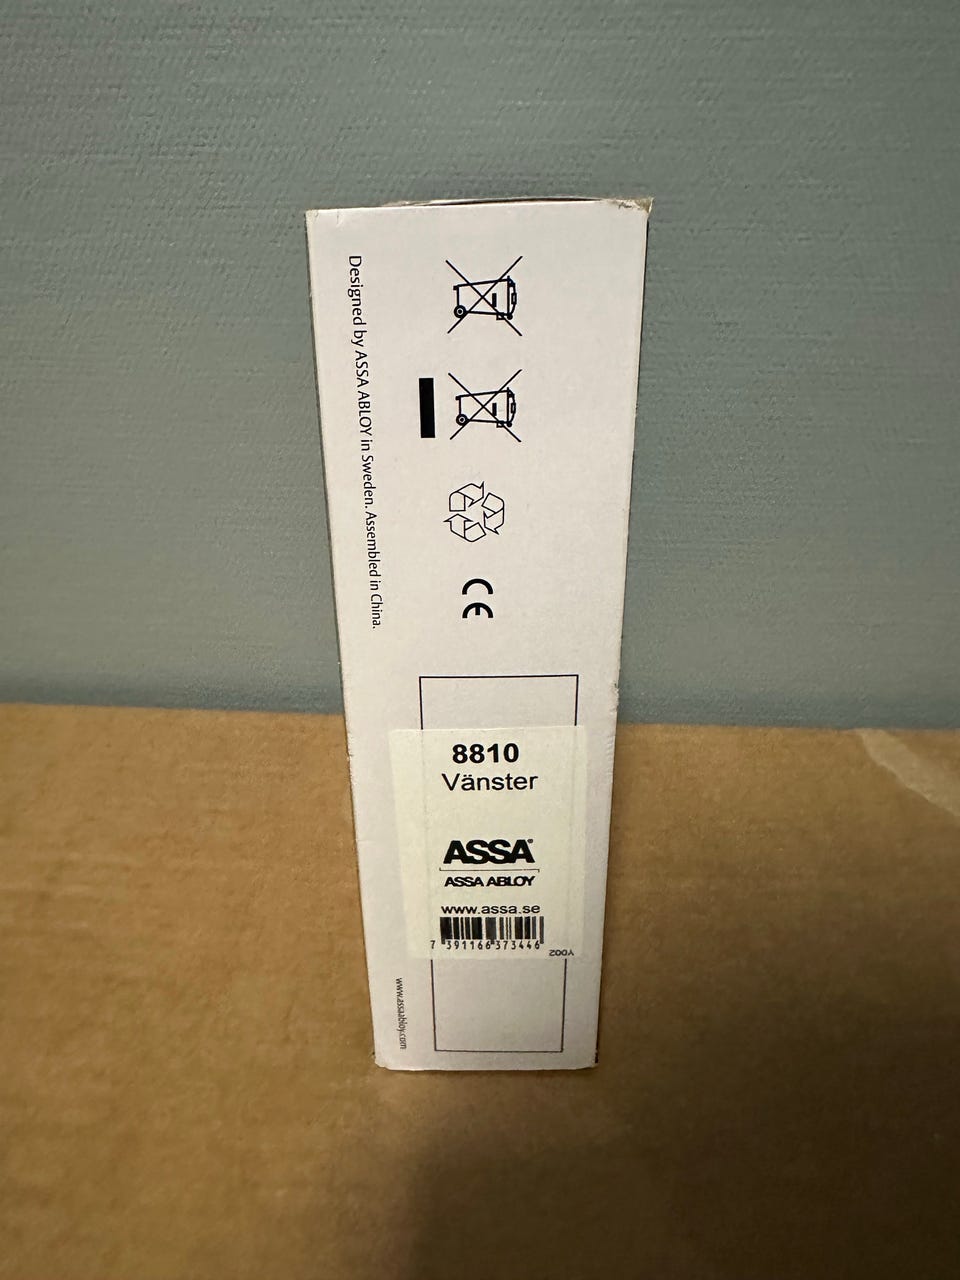 Designed by ASSA ABLOY in Sweden. Assembled in China.
CE
8810
Vänster
ASSA®
ASSA ABLOY
www.assa.se
7 391166 373446
Y002
www.assaabloy.com